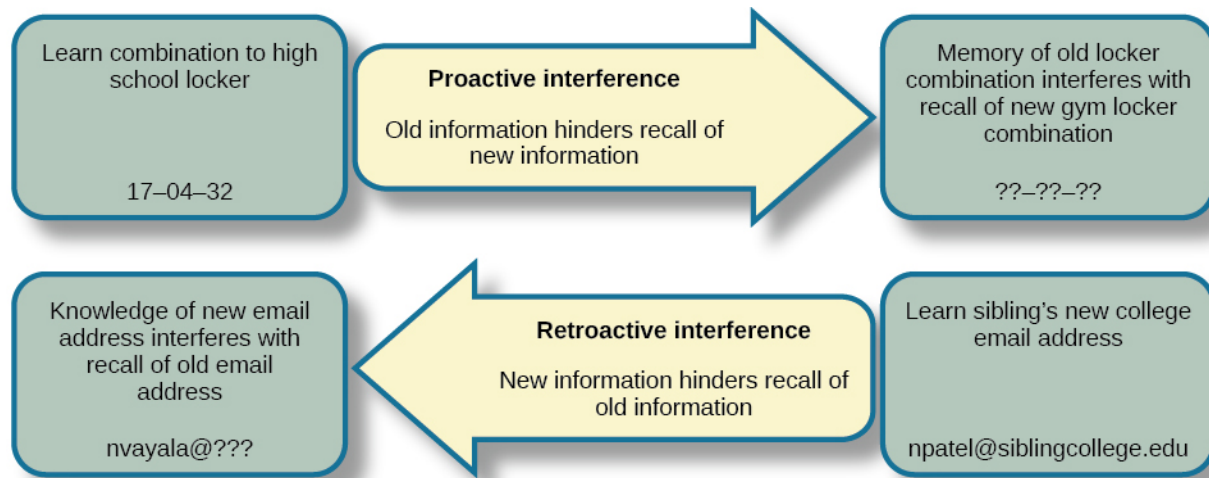 Learn combination to high
school locker
17–04–32
Proactive interference
Old information hinders recall of
new information
Memory of old locker
combination interferes with
recall of new gym locker
combination
??–??–??
Knowledge of new email
address interferes with
recall of old email
address
nvayala@???
Retroactive interference
New information hinders recall of
old information
Learn sibling’s new college
email address
npatel@siblingcollege.edu